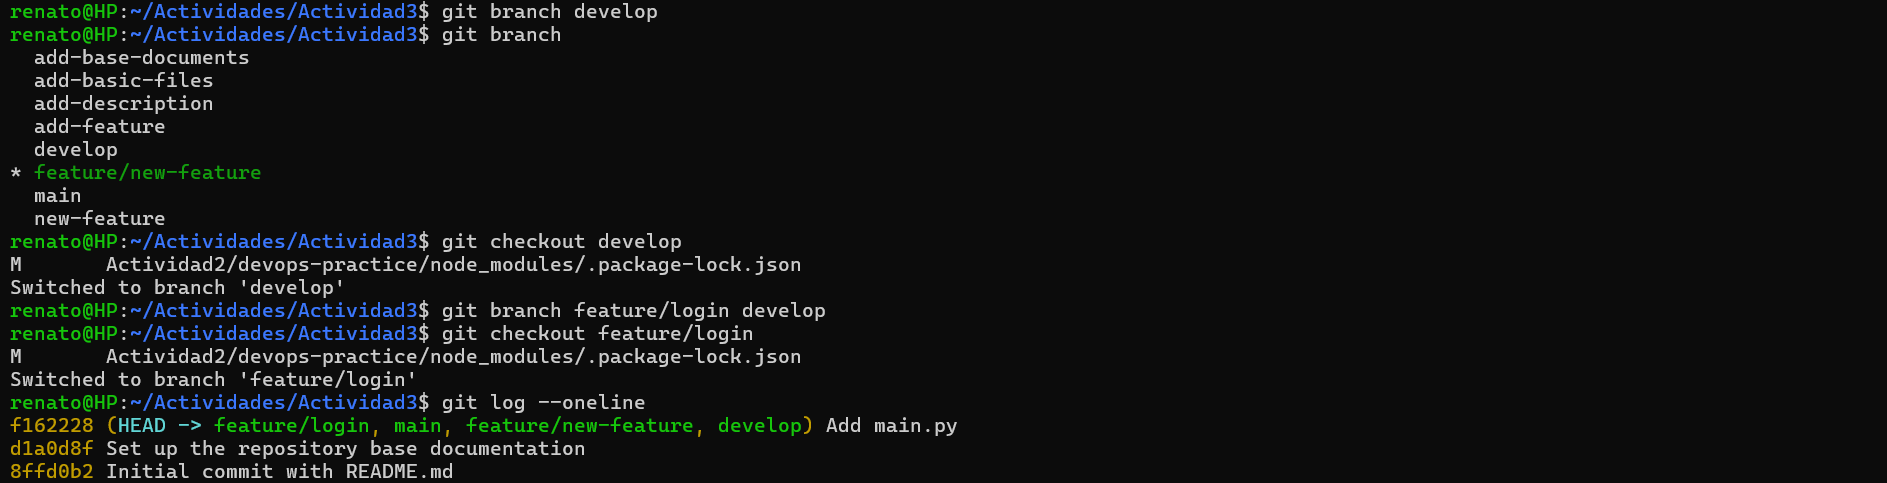 renato@HP:~/Actividades/Actividad3$ git branch develop
renato@HP:~/Actividades/Actividad3$ git branch
  add-base-documents
  add-basic-files
  add-description
  add-feature
  develop
* feature/new-feature
  main
  new-feature
renato@HP:~/Actividades/Actividad3$ git checkout develop
M       Actividad2/devops-practice/node_modules/.package-lock.json
Switched to branch 'develop'
renato@HP:~/Actividades/Actividad3$ git branch feature/login develop
renato@HP:~/Actividades/Actividad3$ git checkout feature/login
M       Actividad2/devops-practice/node_modules/.package-lock.json
Switched to branch 'feature/login'
renato@HP:~/Actividades/Actividad3$ git log --oneline
f162228 (HEAD -> feature/login, main, feature/new-feature, develop) Add main.py
d1a0d8f Set up the repository base documentation
8ffd0b2 Initial commit with README.md